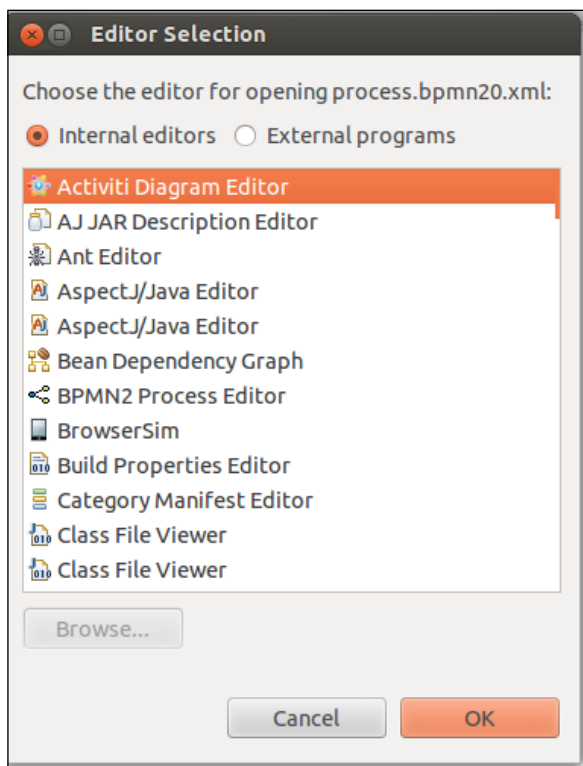 Editor Selection
Choose the editor for opening process.bpmn20.xml:
Internal editors External programs
Activiti Diagram Editor
AJ JAR Description Editor
Ant Editor
AspectJ/Java Editor
AspectJ/Java Editor
Bean Dependency Graph
BPMN2 Process Editor
BrowserSim
Build Properties Editor
Category Manifest Editor
Class File Viewer
Class File Viewer
Browse...
Cancel OK